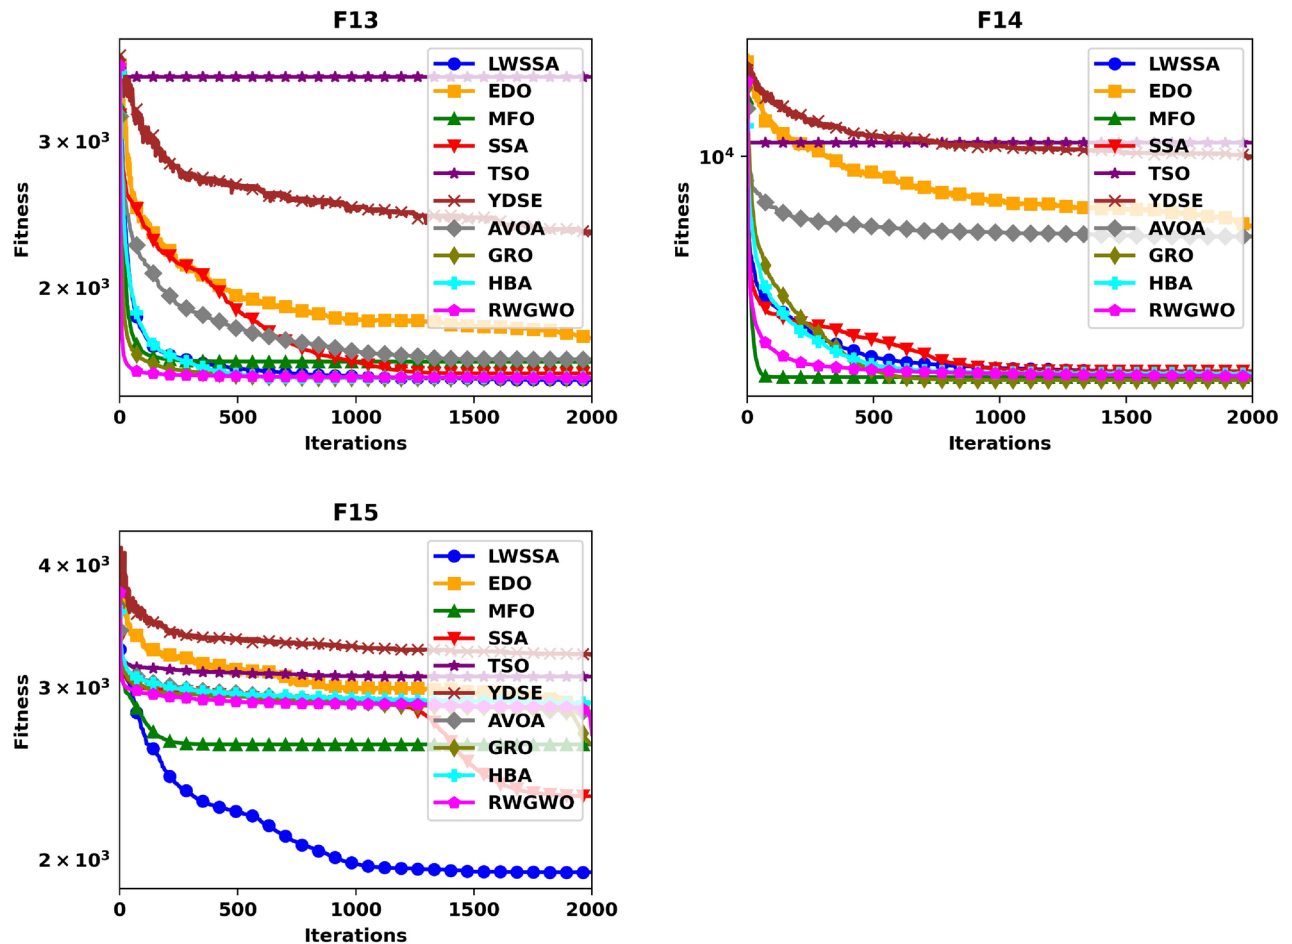 F13
3 × 10³
2 × 10³
Fitness
0 500 1000 1500 2000
Iterations
LWSSA
EDO
MFO
SSA
TSO
YDSE
AVOA
GRO
HBA
RWGWO
F14
10⁴
Fitness
0 500 1000 1500 2000
Iterations
LWSSA
EDO
MFO
SSA
TSO
YDSE
AVOA
GRO
HBA
RWGWO
F15
4 × 10³
3 × 10³
2 × 10³
Fitness
0 500 1000 1500 2000
Iterations
LWSSA
EDO
MFO
SSA
TSO
YDSE
AVOA
GRO
HBA
RWGWO